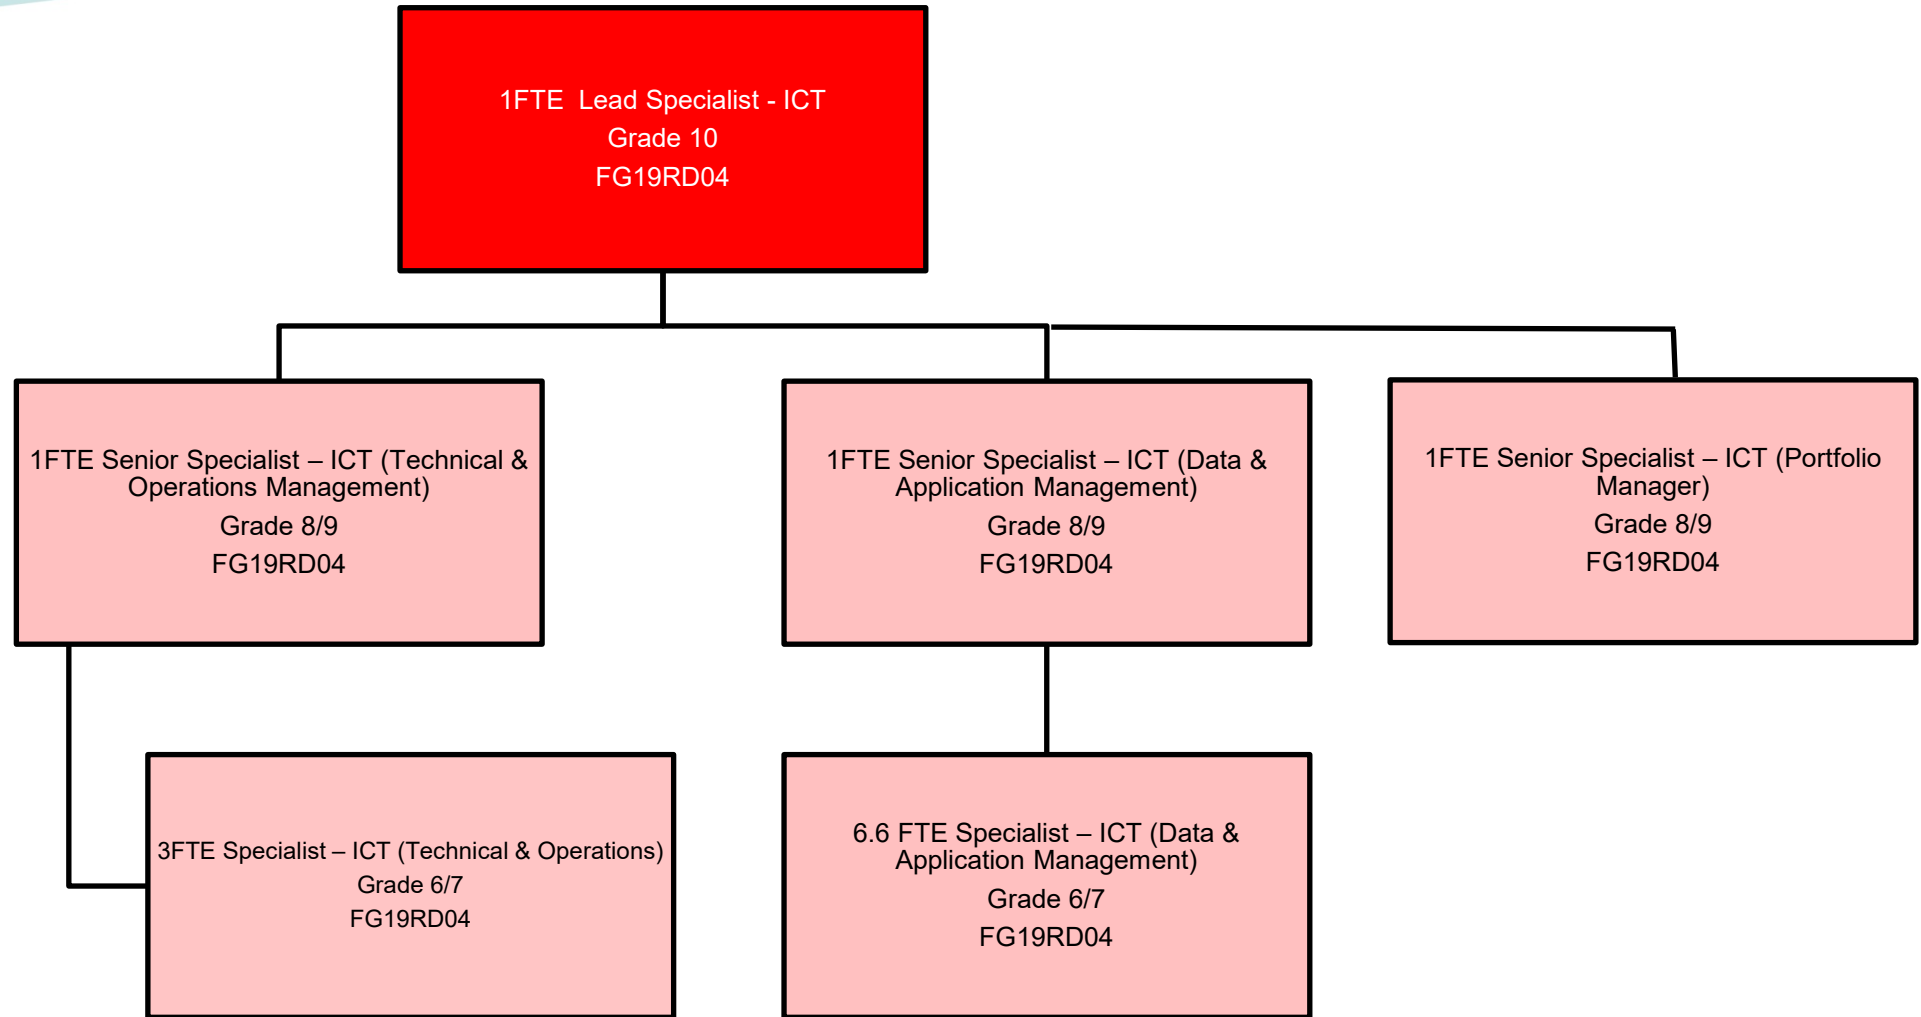 1FTE  Lead Specialist - ICT
Grade 10
FG19RD04
1FTE Senior Specialist – ICT (Technical &
Operations Management)
Grade 8/9
FG19RD04
1FTE Senior Specialist – ICT (Data &
Application Management)
Grade 8/9
FG19RD04
1FTE Senior Specialist – ICT (Portfolio
Manager)
Grade 8/9
FG19RD04
3FTE Specialist – ICT (Technical & Operations)
Grade 6/7
FG19RD04
6.6 FTE Specialist – ICT (Data &
Application Management)
Grade 6/7
FG19RD04